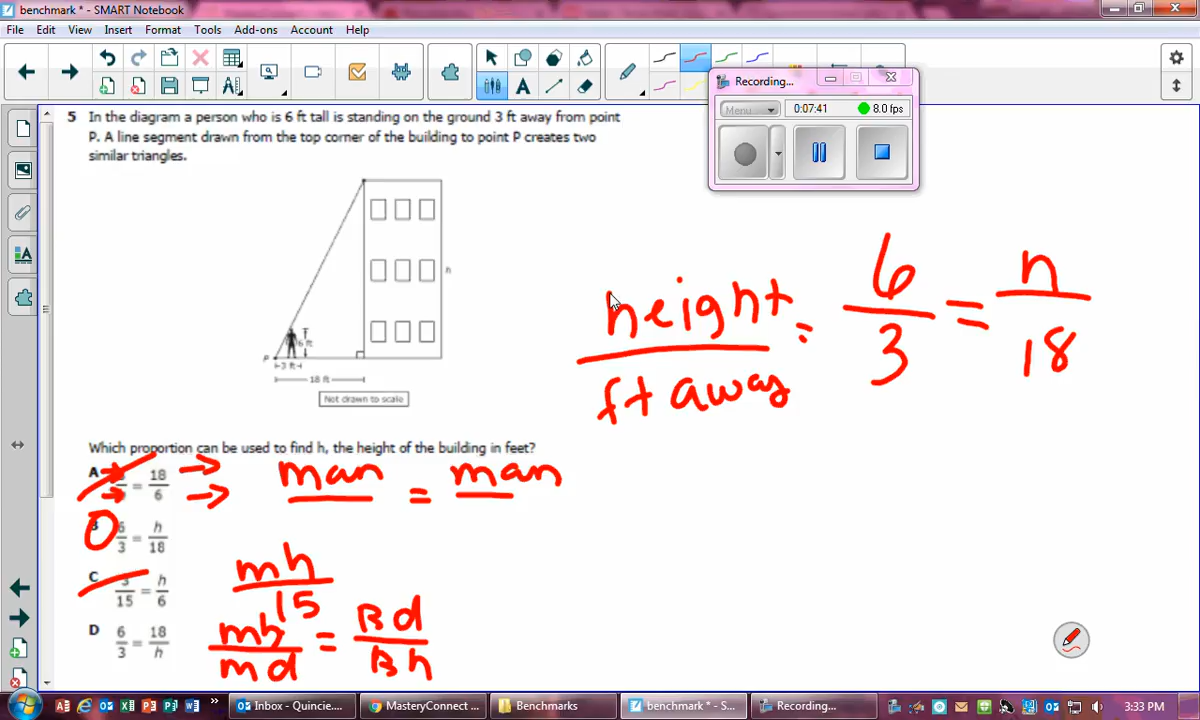 benchmark * - SMART Notebook
File Edit View Insert Format Tools Add-ons Account Help
Recording...
Menu 0:07:41 8.0 fps
5 In the diagram a person who is 6 ft tall is standing on the ground 3 ft away from point
P. A line segment drawn from the top corner of the building to point P creates two
similar triangles.
h
6 ft
P
3 ft
18 ft
Not drawn to scale
height / ft away = 6/3 = h/18
Which proportion can be used to find h, the height of the building in feet?
A = 18/6 → → man = man
B 6/3 = h/18
C 3/15 = h/6
mh/15
D 6/3 = 18/h
mh/md = Bd/Bh
Inbox - Quincie.... MasteryConnect ... Benchmarks benchmark * - S... Recording... 3:33 PM